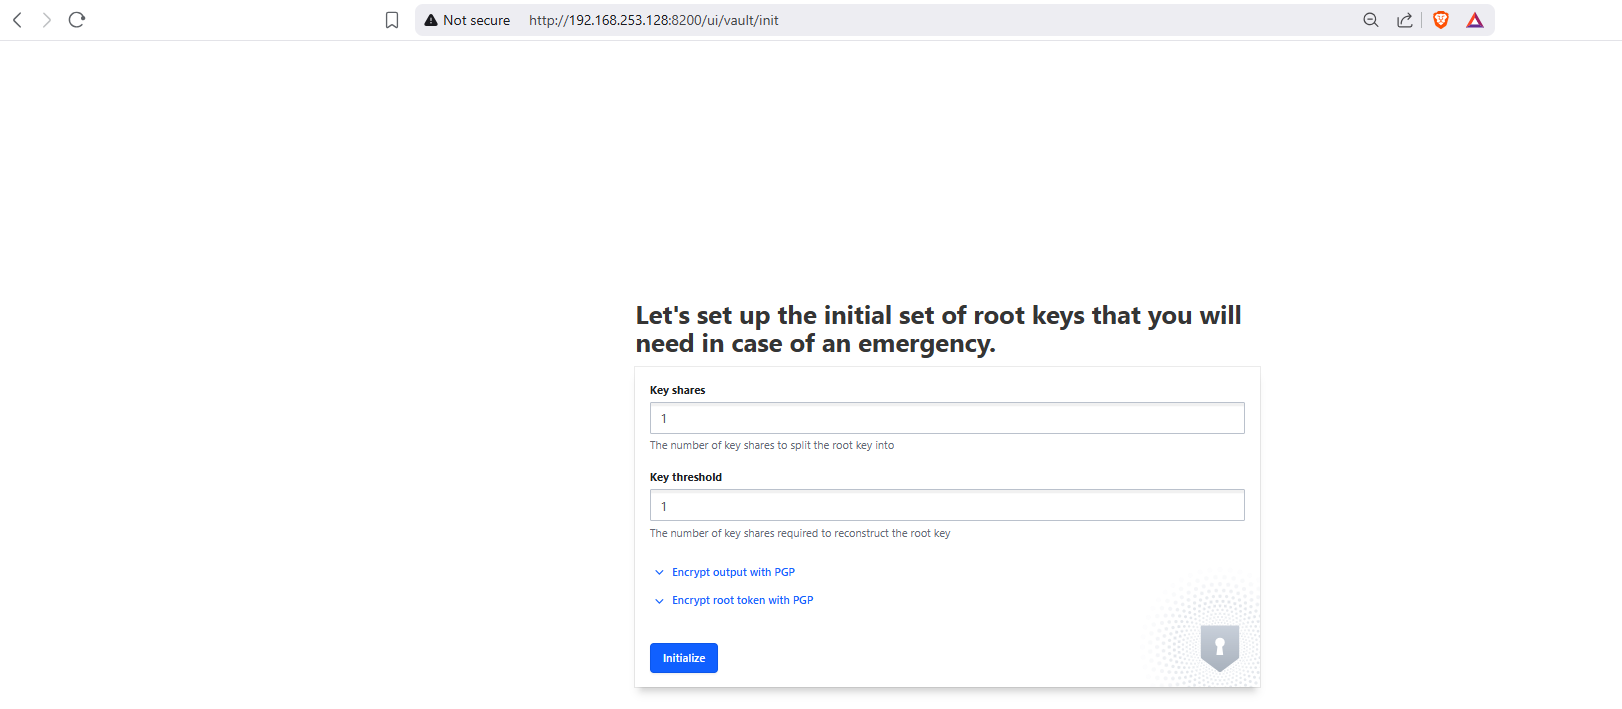 Not secure http://192.168.253.128:8200/ui/vault/init
Let's set up the initial set of root keys that you will
need in case of an emergency.
Key shares
1
The number of key shares to split the root key into
Key threshold
1
The number of key shares required to reconstruct the root key
Encrypt output with PGP
Encrypt root token with PGP
Initialize